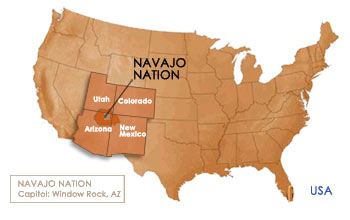 NAVAJO
NATION
Utah
Colorado
Arizona
New
Mexico
NAVAJO NATION
Capitol: Window Rock, AZ
USA